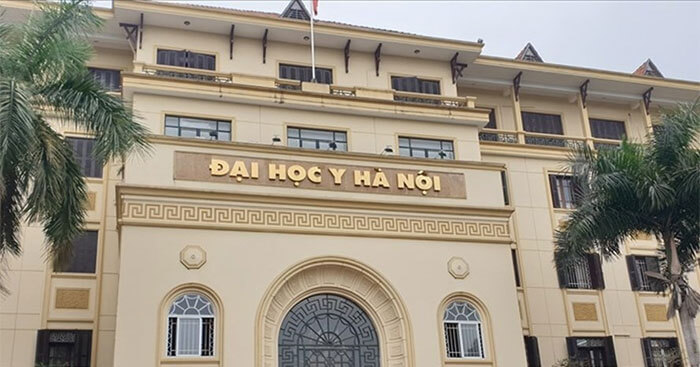 ĐẠI HỌC Y HÀ NỘI